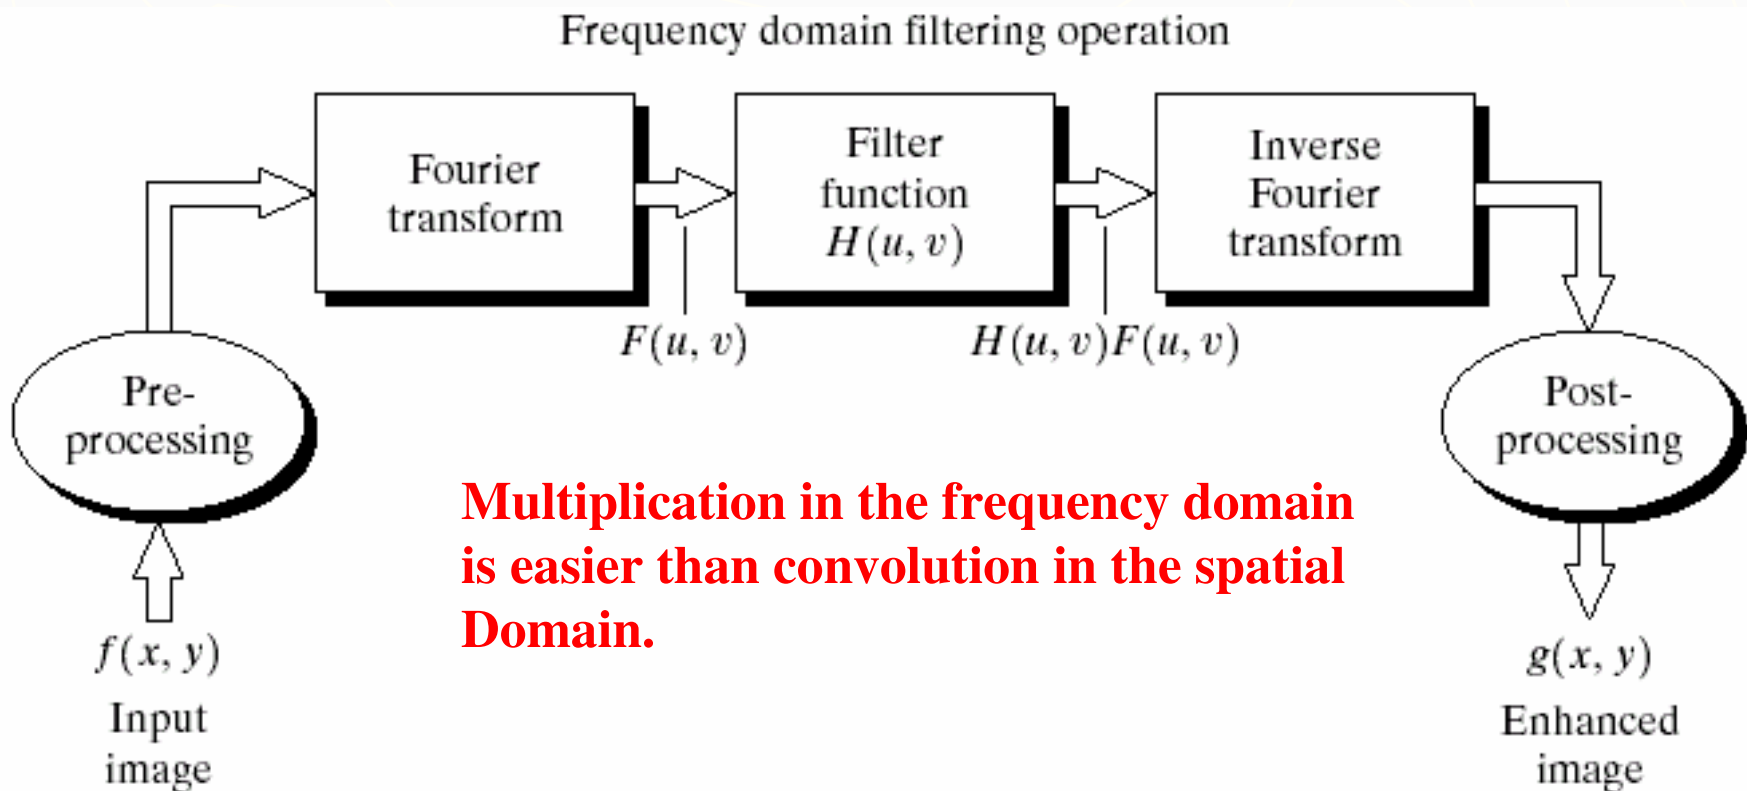 Frequency domain filtering operation
Fourier
transform
Filter
function
H(u, v)
Inverse
Fourier
transform
F(u, v)
H(u, v)F(u, v)
Pre-
processing
Post-
processing
Multiplication in the frequency domain
is easier than convolution in the spatial
Domain.
f(x, y)
Input
image
g(x, y)
Enhanced
image